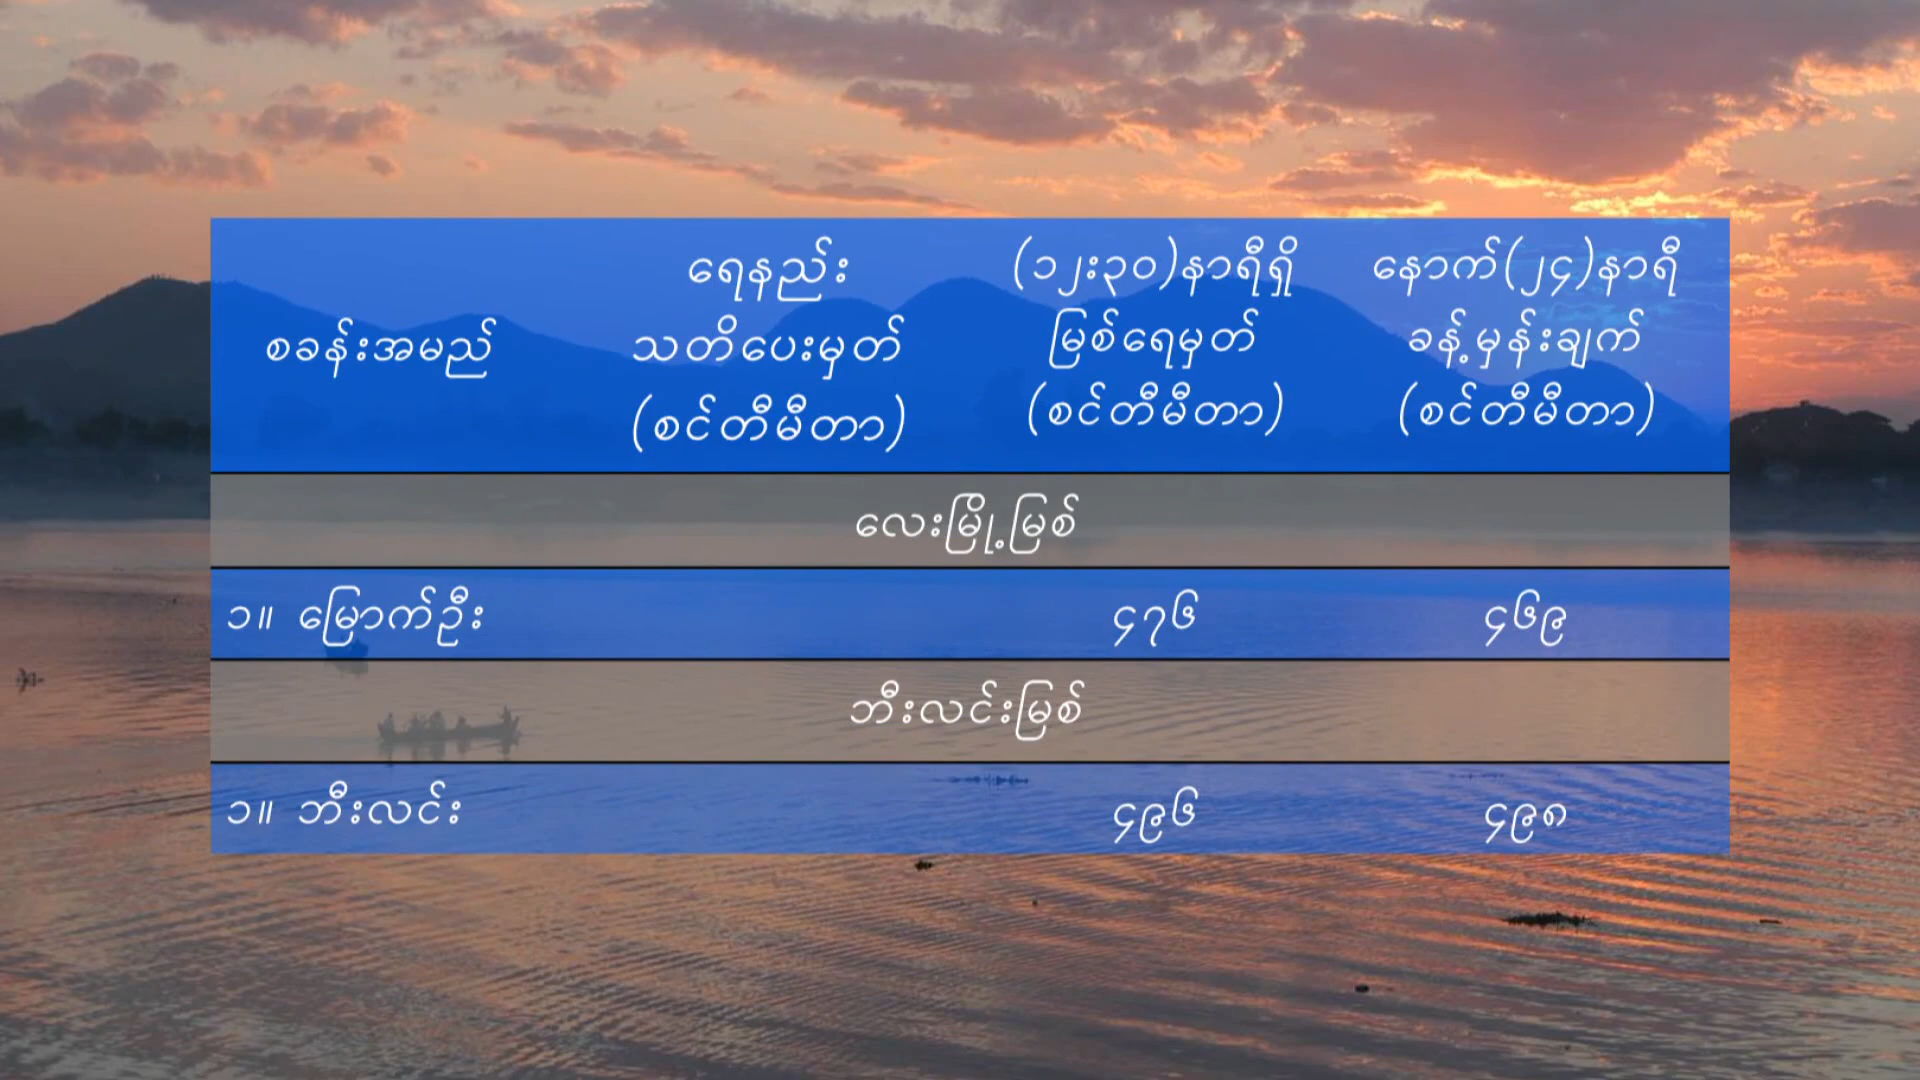 စခန်းအမည်
ရေနည်း
သတိပေးမှတ်
(စင်တီမီတာ)
(၁၂း၃၀)နာရီရှိ
မြစ်ရေမှတ်
(စင်တီမီတာ)
နောက်(၂၄)နာရီ
ခန့်မှန်းချက်
(စင်တီမီတာ)
လေးမြို့မြစ်
၁။ မြောက်ဦး ၄၇၆ ၄၆၉
ဘီးလင်းမြစ်
၁။ ဘီးလင်း ၄၉၆ ၄၉၈